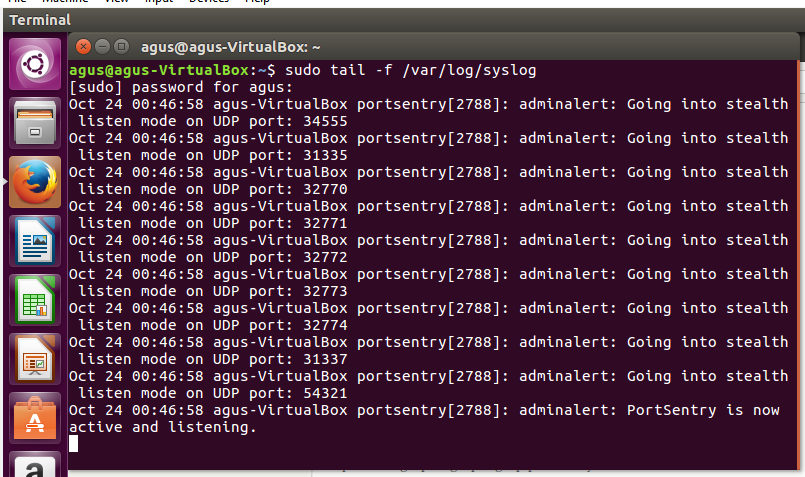 Machine View Input Devices Help
Terminal
agus@agus-VirtualBox: ~
agus@agus-VirtualBox:~$ sudo tail -f /var/log/syslog
[sudo] password for agus:
Oct 24 00:46:58 agus-VirtualBox portsentry[2788]: adminalert: Going into stealth
 listen mode on UDP port: 34555
Oct 24 00:46:58 agus-VirtualBox portsentry[2788]: adminalert: Going into stealth
 listen mode on UDP port: 31335
Oct 24 00:46:58 agus-VirtualBox portsentry[2788]: adminalert: Going into stealth
 listen mode on UDP port: 32770
Oct 24 00:46:58 agus-VirtualBox portsentry[2788]: adminalert: Going into stealth
 listen mode on UDP port: 32771
Oct 24 00:46:58 agus-VirtualBox portsentry[2788]: adminalert: Going into stealth
 listen mode on UDP port: 32772
Oct 24 00:46:58 agus-VirtualBox portsentry[2788]: adminalert: Going into stealth
 listen mode on UDP port: 32773
Oct 24 00:46:58 agus-VirtualBox portsentry[2788]: adminalert: Going into stealth
 listen mode on UDP port: 32774
Oct 24 00:46:58 agus-VirtualBox portsentry[2788]: adminalert: Going into stealth
 listen mode on UDP port: 31337
Oct 24 00:46:58 agus-VirtualBox portsentry[2788]: adminalert: Going into stealth
 listen mode on UDP port: 54321
Oct 24 00:46:58 agus-VirtualBox portsentry[2788]: adminalert: PortSentry is now
active and listening.